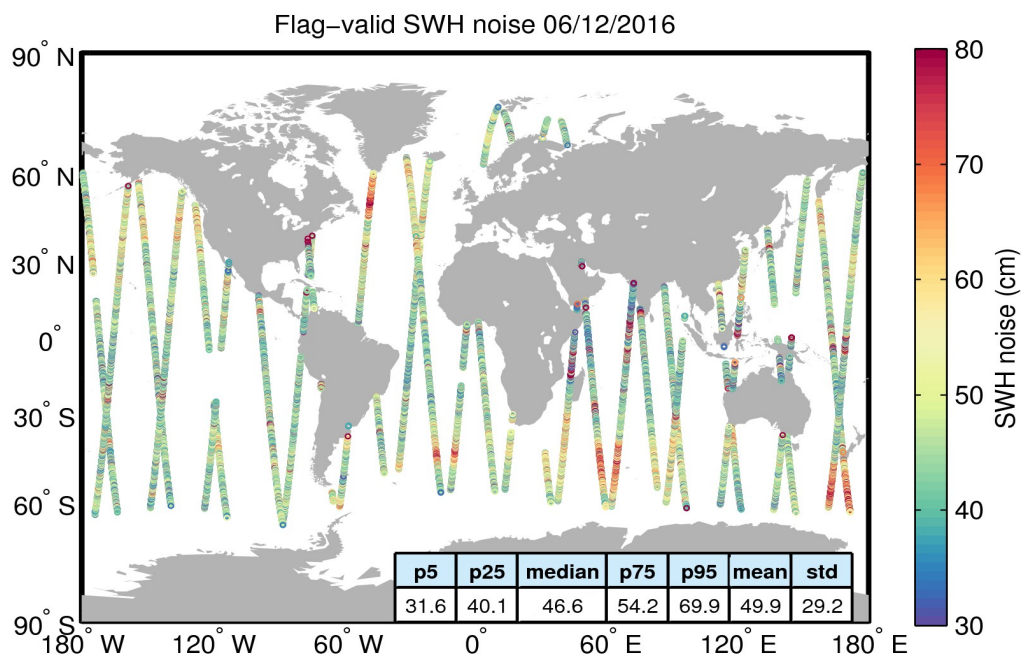 Flag−valid SWH noise 06/12/2016
90° N
60° N
30° N
0°
30° S
60° S
90° S
180° W
120° W
60° W
0°
60° E
120° E
180° E
80
70
60
50
40
30
SWH noise (cm)
p5 p25 median p75 p95 mean std
31.6 40.1 46.6 54.2 69.9 49.9 29.2